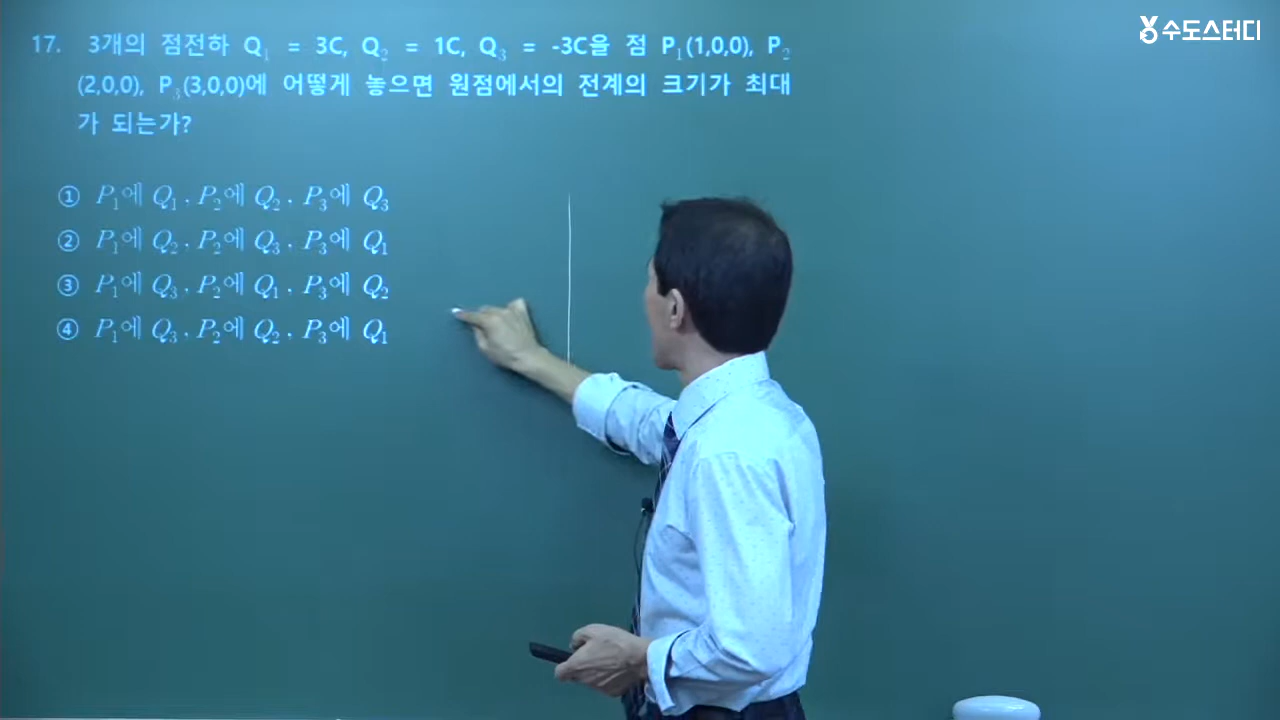 수도스터디
17. 3개의 점전하 Q₁ = 3C, Q₂ = 1C, Q₃ = -3C을 점 P₁(1,0,0), P₂
(2,0,0), P₃(3,0,0)에 어떻게 놓으면 원점에서의 전계의 크기가 최대
가 되는가?
① P₁에 Q₁, P₂에 Q₂, P₃에 Q₃
② P₁에 Q₂, P₂에 Q₃, P₃에 Q₁
③ P₁에 Q₃, P₂에 Q₁, P₃에 Q₂
④ P₁에 Q₃, P₂에 Q₂, P₃에 Q₁